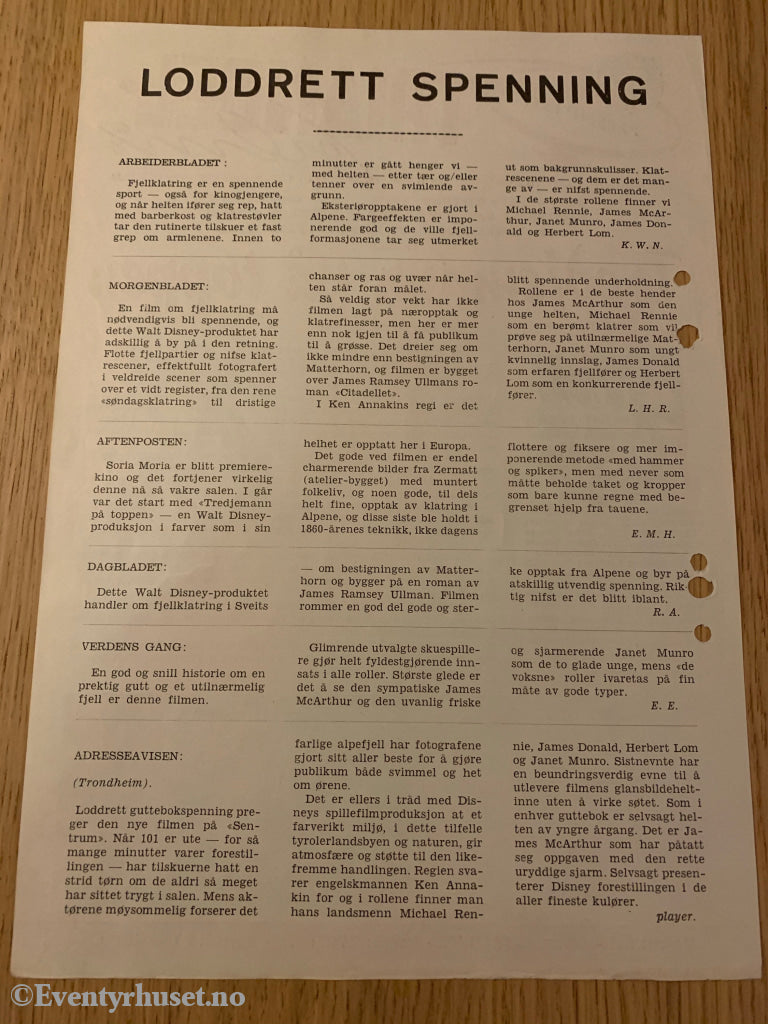 LODDRETT SPENNING
ARBEIDERBLADET :
Fjellklatring er en spennende
sport — også for kinogjengere,
og når helten ifører seg rep, hatt
med barberkost og klatrestøvler
tar den rutinerte tilskuer et fast
grep om armlenene. Innen to
minutter er gått henger vi —
med helten — etter tær og/eller
tenner over en svimlende av-
grunn.
Eksteriøropptakene er gjort i
Alpene. Fargeeffekten er impo-
nerende god og de ville fjell-
formasjonene tar seg utmerket
ut som bakgrunnskulisser. Klat-
rescenene — og dem er det man-
ge av — er nifst spennende.
I de største rollene finner vi
Michael Rennie, James McAr-
thur, Janet Munro, James Don-
ald og Herbert Lom.
K. W. N.
MORGENBLADET:
En film om fjellklatring må
nødvendigvis bli spennende, og
dette Walt Disney-produktet har
adskillig å by på i den retning.
Flotte fjellpartier og nifse klat-
rescener, effektfullt fotografert
i veldreide scener som spenner
over et vidt register, fra den rene
«søndagsklatring» til dristige
chanser og ras og uvær når hel-
ten står foran målet.
Så veldig stor vekt har ikke
filmen lagt på næropptak og
klatrefinesser, men her er mer
enn nok igjen til å få publikum
til å grøsse. Det dreier seg om
ikke mindre enn bestigningen av
Matterhorn, og filmen er bygget
over James Ramsey Ullmans ro-
man «Citadellet».
I Ken Annakins regi er det
blitt spennende underholdning.
Rollene er i de beste hender
hos James McArthur som den
unge helten, Michael Rennie
som en berømt klatrer som vil
prøve seg på utilnærmelige Mat-
terhorn, Janet Munro som ungt
kvinnelig innslag, James Donald
som erfaren fjellfører og Herbert
Lom som en konkurrerende fjell-
fører.
L. H. R.
AFTENPOSTEN:
Soria Moria er blitt premiere-
kino og det fortjener virkelig
denne nå så vakre salen. I går
var det start med «Tredjemann
på toppen» — en Walt Disney-
produksjon i farver som i sin
helhet er opptatt her i Europa.
Det gode ved filmen er endel
charmerende bilder fra Zermatt
(atelier-bygget) med muntert
folkeliv, og noen gode, til dels
helt fine, opptak av klatring i
Alpene, og disse siste ble holdt i
1860-årenes teknikk, ikke dagens
flottere og fiksere og mer im-
ponerende metode «med hammer
og spiker», men med never som
måtte beholde taket og kropper
som bare kunne regne med be-
grenset hjelp fra tauene.
E. M. H.
DAGBLADET:
Dette Walt Disney-produktet
handler om fjellklatring i Sveits
— om bestigningen av Matter-
horn og bygger på en roman av
James Ramsey Ullman. Filmen
rommer en god del gode og ster-
ke opptak fra Alpene og byr på
atskillig utvendig spenning. Rik-
tig nifst er det blitt iblant.
R. A.
VERDENS GANG:
En god og snill historie om en
prektig gutt og et utilnærmelig
fjell er denne filmen.
Glimrende utvalgte skuespille-
re gjør helt fyldestgjørende inn-
sats i alle roller. Største glede er
det å se den sympatiske James
McArthur og den uvanlig friske
og sjarmerende Janet Munro
som de to glade unge, mens «de
voksne» roller ivaretas på fin
måte av gode typer.
E. E.
ADRESSEAVISEN:
(Trondheim).
Loddrett guttebokspenning pre-
ger den nye filmen på «Sen-
trum». Når 101 er ute — for så
mange minutter varer forestil-
lingen — har tilskuerne hatt en
strid tørn om de aldri så meget
har sittet trygt i salen. Mens ak-
tørene møysommelig forserer det
farlige alpefjell har fotografene
gjort sitt aller beste for å gjøre
publikum både svimmel og het
om ørene.
Det er ellers i tråd med Dis-
neys spillefilmproduksjon at et
farverikt miljø, i dette tilfelle
tyrolerlandsbyen og naturen, gir
atmosfære og støtte til den like-
fremme handlingen. Regien sva-
rer engelskmannen Ken Anna-
kin for og i rollene finner man
hans landsmenn Michael Ren-
nie, James Donald, Herbert Lom
og Janet Munro. Sistnevnte har
en beundringsverdig evne til å
utlevere filmens glansbildehelt-
inne uten å virke søtet. Som i
enhver guttebok er selvsagt hel-
ten av yngre årgang. Det er Ja-
mes McArthur som har påtatt
seg oppgaven med den rette
uryddige sjarm. Selvsagt presen-
terer Disney forestillingen i de
aller fineste kulører.
player.
©Eventyrhuset.no